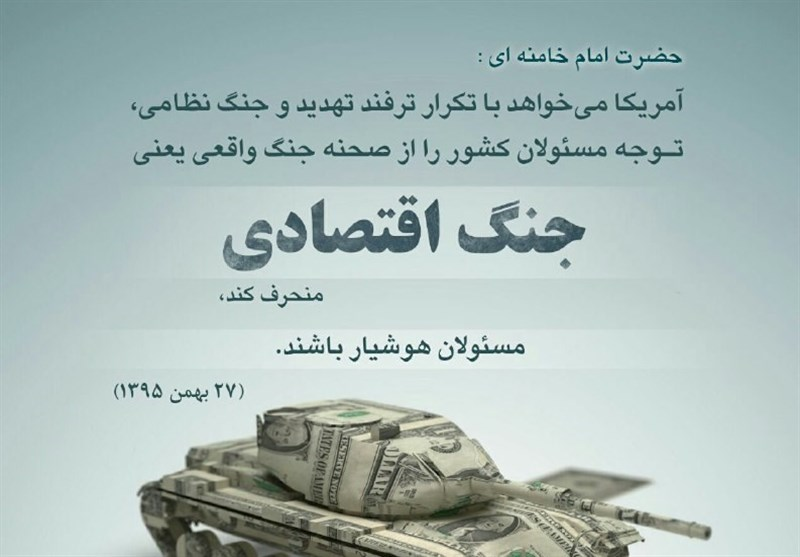 حضرت امام خامنه ای :
آمریکا می‌خواهد با تکرار ترفند تهدید و جنگ نظامی،
توجه مسئولان کشور را از صحنه جنگ واقعی یعنی
جنگ اقتصادی
منحرف کند،
مسئولان هوشیار باشند.
(۲۷ بهمن ۱۳۹۵)